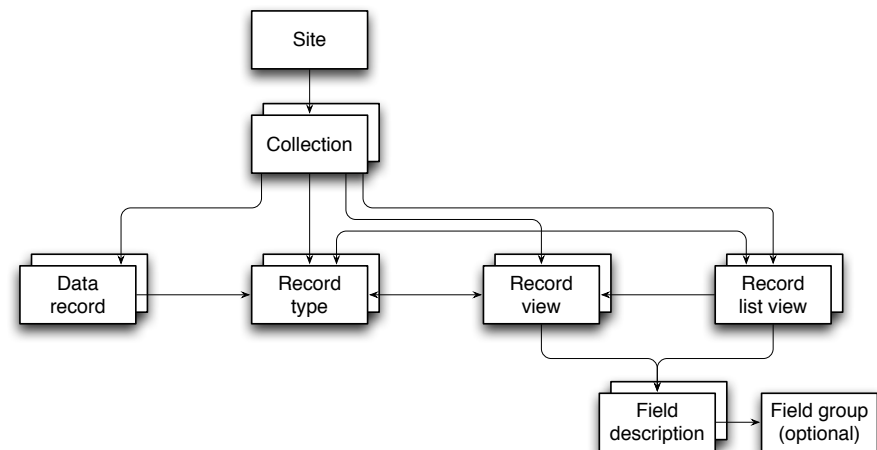 Site
Collection
Data
record
Record
type
Record
view
Record
list view
Field
description
Field group
(optional)